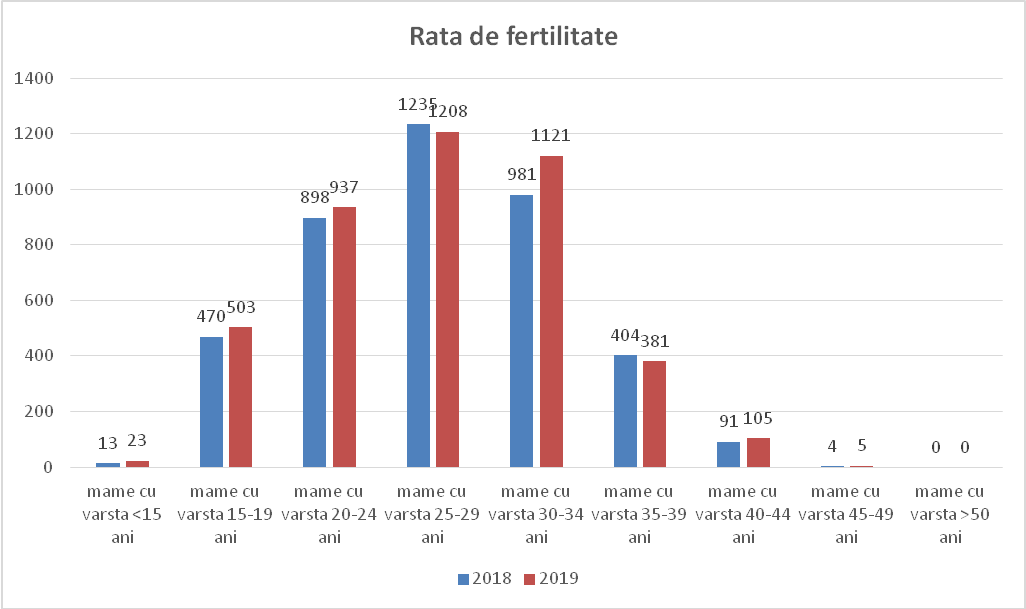 Rata de fertilitate
1400
1200
1000
800
600
400
200
0
13
23
470
503
898
937
1235
1208
981
1121
404
381
91
105
4
5
0
0
mame cu varsta <15 ani
mame cu varsta 15-19 ani
mame cu varsta 20-24 ani
mame cu varsta 25-29 ani
mame cu varsta 30-34 ani
mame cu varsta 35-39 ani
mame cu varsta 40-44 ani
mame cu varsta 45-49 ani
mame cu varsta >50 ani
2018
2019